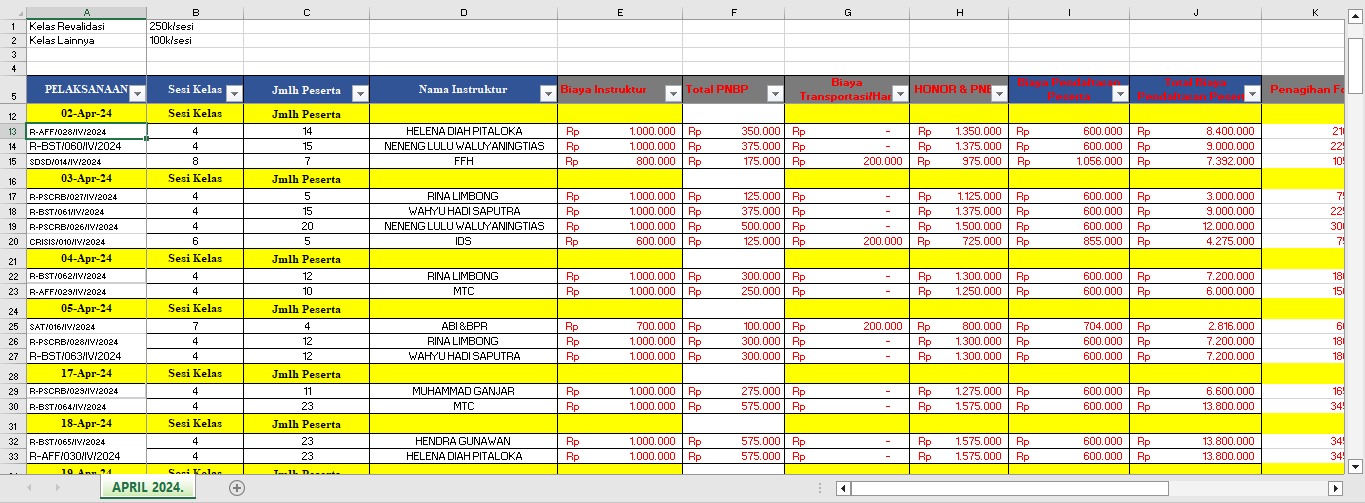 A B C D E F G H I J K
1 Kelas Revalidasi 250k/sesi
2 Kelas Lainnya 100k/sesi
3
4
5 PELAKSANAAN Sesi Kelas Jmlh Peserta Nama Instruktur Biaya Instruktur Total PNBP Biaya Transportasi/Har HONOR & PNB Biaya Pendaftaran Peserta Total Biaya Pendaftaran Peser Penagihan Fo
12 02-Apr-24 Sesi Kelas Jmlh Peserta
13 R-AFF/028/IV/2024 4 14 HELENA DIAH PITALOKA Rp 1.000.000 Rp 350.000 Rp - Rp 1.350.000 Rp 600.000 Rp 8.400.000 210
14 R-BST/060/IV/2024 4 15 NENENG LULU WALUYANINGTIAS Rp 1.000.000 Rp 375.000 Rp - Rp 1.375.000 Rp 600.000 Rp 9.000.000 225
15 SDSD/014/IV/2024 8 7 FFH Rp 800.000 Rp 175.000 Rp 200.000 Rp 975.000 Rp 1.056.000 Rp 7.392.000 105
16 03-Apr-24 Sesi Kelas Jmlh Peserta
17 R-PSCRB/027/IV/2024 4 5 RINA LIMBONG Rp 1.000.000 Rp 125.000 Rp - Rp 1.125.000 Rp 600.000 Rp 3.000.000 75
18 R-BST/061/IV/2024 4 15 WAHYU HADI SAPUTRA Rp 1.000.000 Rp 375.000 Rp - Rp 1.375.000 Rp 600.000 Rp 9.000.000 225
19 R-PSCRB/026/IV/2024 4 20 NENENG LULU WALUYANINGTIAS Rp 1.000.000 Rp 500.000 Rp - Rp 1.500.000 Rp 600.000 Rp 12.000.000 300
20 CRISIS/010/IV/2024 6 5 IDS Rp 600.000 Rp 125.000 Rp 200.000 Rp 725.000 Rp 855.000 Rp 4.275.000 75
21 04-Apr-24 Sesi Kelas Jmlh Peserta
22 R-BST/062/IV/2024 4 12 RINA LIMBONG Rp 1.000.000 Rp 300.000 Rp - Rp 1.300.000 Rp 600.000 Rp 7.200.000 180
23 R-AFF/029/IV/2024 4 10 MTC Rp 1.000.000 Rp 250.000 Rp - Rp 1.250.000 Rp 600.000 Rp 6.000.000 150
24 05-Apr-24 Sesi Kelas Jmlh Peserta
25 SAT/016/IV/2024 7 4 ABI &BPR Rp 700.000 Rp 100.000 Rp 200.000 Rp 800.000 Rp 704.000 Rp 2.816.000 60
26 R-PSCRB/028/IV/2024 4 12 RINA LIMBONG Rp 1.000.000 Rp 300.000 Rp - Rp 1.300.000 Rp 600.000 Rp 7.200.000 180
27 R-BST/063/IV/2024 4 12 WAHYU HADI SAPUTRA Rp 1.000.000 Rp 300.000 Rp - Rp 1.300.000 Rp 600.000 Rp 7.200.000 180
28 17-Apr-24 Sesi Kelas Jmlh Peserta
29 R-PSCRB/029/IV/2024 4 11 MUHAMMAD GANJAR Rp 1.000.000 Rp 275.000 Rp - Rp 1.275.000 Rp 600.000 Rp 6.600.000 165
30 R-BST/064/IV/2024 4 23 MTC Rp 1.000.000 Rp 575.000 Rp - Rp 1.575.000 Rp 600.000 Rp 13.800.000 345
31 18-Apr-24 Sesi Kelas Jmlh Peserta
32 R-BST/065/IV/2024 4 23 HENDRA GUNAWAN Rp 1.000.000 Rp 575.000 Rp - Rp 1.575.000 Rp 600.000 Rp 13.800.000 345
33 R-AFF/030/IV/2024 4 23 HELENA DIAH PITALOKA Rp 1.000.000 Rp 575.000 Rp - Rp 1.575.000 Rp 600.000 Rp 13.800.000 345
19-Apr-24 Sesi Kelas Jmlh Peserta
APRIL 2024.